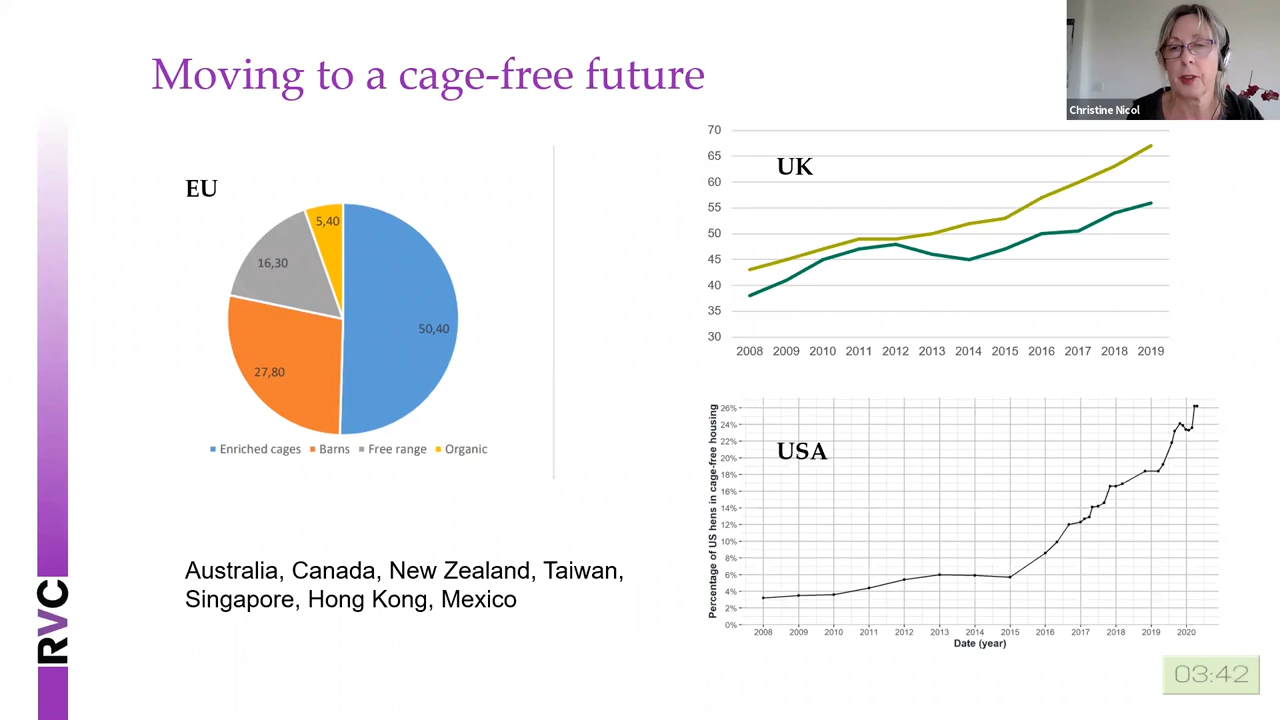 Moving to a cage-free future
Christine Nicol
EU
5,40
16,30
50,40
27,80
Enriched cages Barns Free range Organic
Australia, Canada, New Zealand, Taiwan,
Singapore, Hong Kong, Mexico
RVC
UK
70
65
60
55
50
45
40
35
30
2008 2009 2010 2011 2012 2013 2014 2015 2016 2017 2018 2019
USA
Percentage of US hens in cage-free housing
26%
24%
22%
20%
18%
16%
14%
12%
10%
8%
6%
4%
2%
0%
2008 2009 2010 2011 2012 2013 2014 2015 2016 2017 2018 2019 2020
Date (year)
03:42